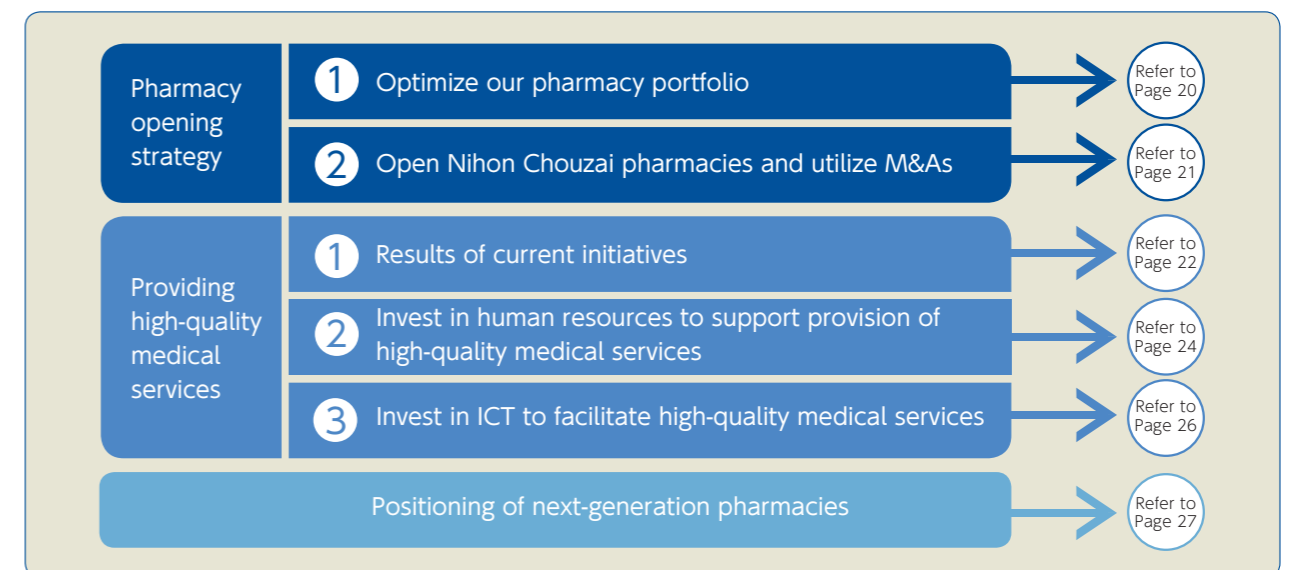 Pharmacy
opening
strategy
1 Optimize our pharmacy portfolio
Refer to
Page 20
2 Open Nihon Chouzai pharmacies and utilize M&As
Refer to
Page 21
Providing
high-quality
medical
services
1 Results of current initiatives
Refer to
Page 22
2 Invest in human resources to support provision of
high-quality medical services
Refer to
Page 24
3 Invest in ICT to facilitate high-quality medical services
Refer to
Page 26
Positioning of next-generation pharmacies
Refer to
Page 27